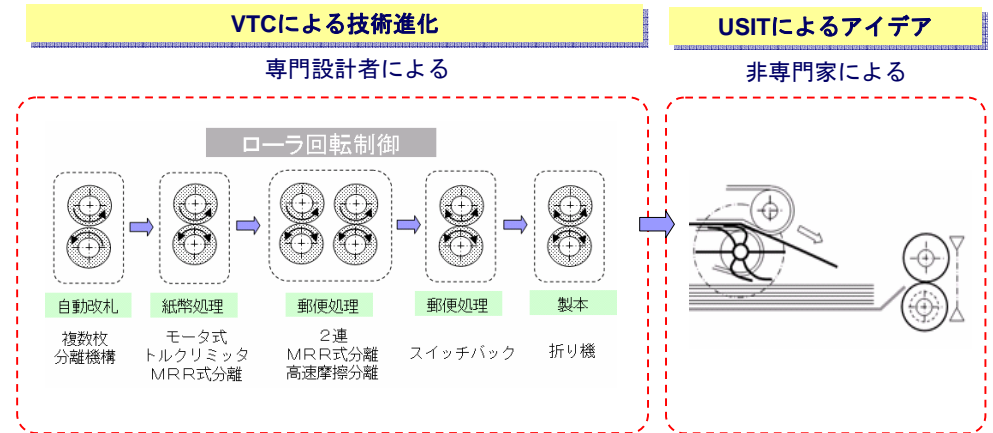 VTCによる技術進化
USITによるアイデア
専門設計者による
非専門家による
ローラ回転制御
自動改札
紙幣処理
郵便処理
郵便処理
製本
複数枚
分離機構
モータ式
トルクリミッタ
MRR式分離
2連
MRR式分離
高速摩擦分離
スイッチバック
折り機